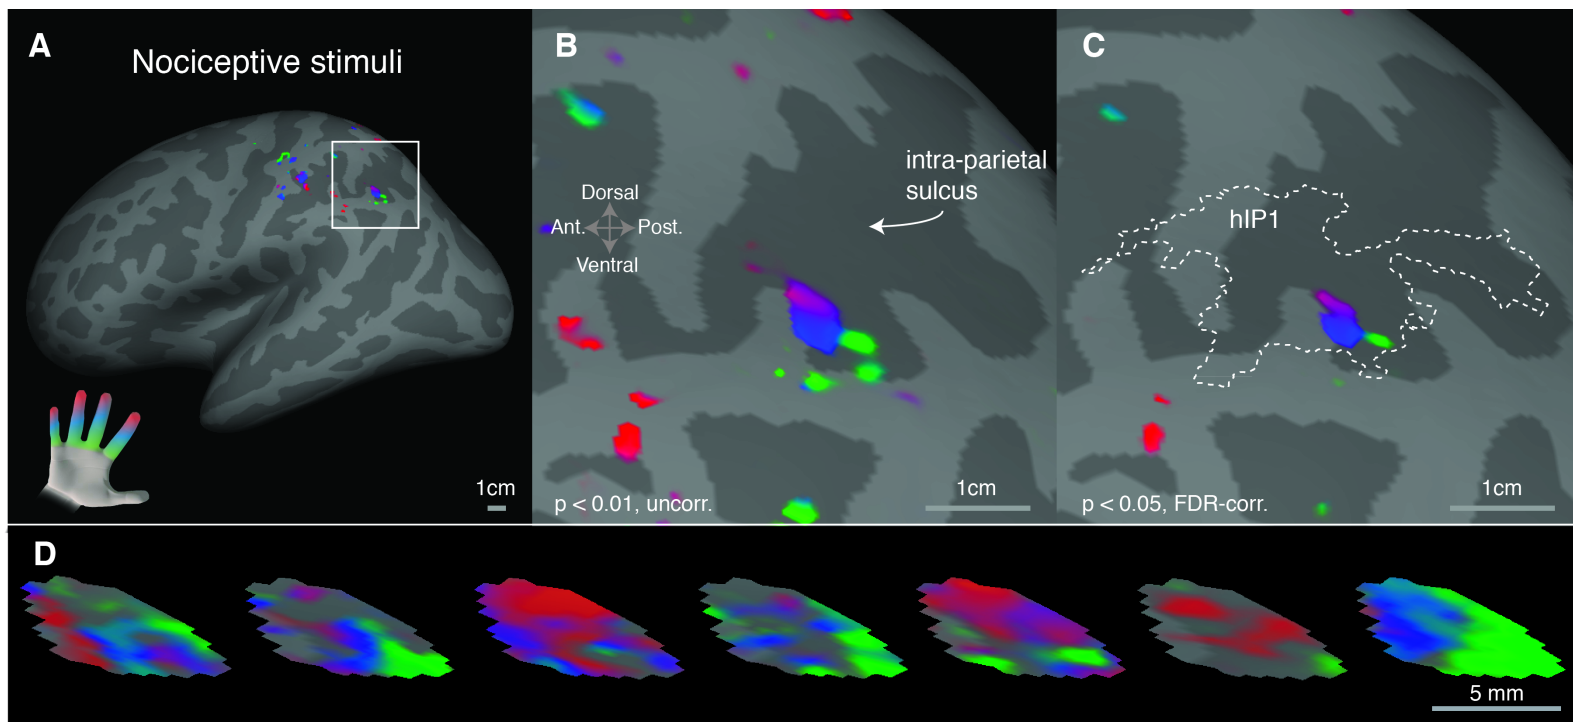 A
Nociceptive stimuli
1cm
B
intra-parietal
sulcus
Dorsal
Ant.
Post.
Ventral
p < 0.01, uncorr.
1cm
C
hIP1
p < 0.05, FDR-corr.
1cm
D
5 mm